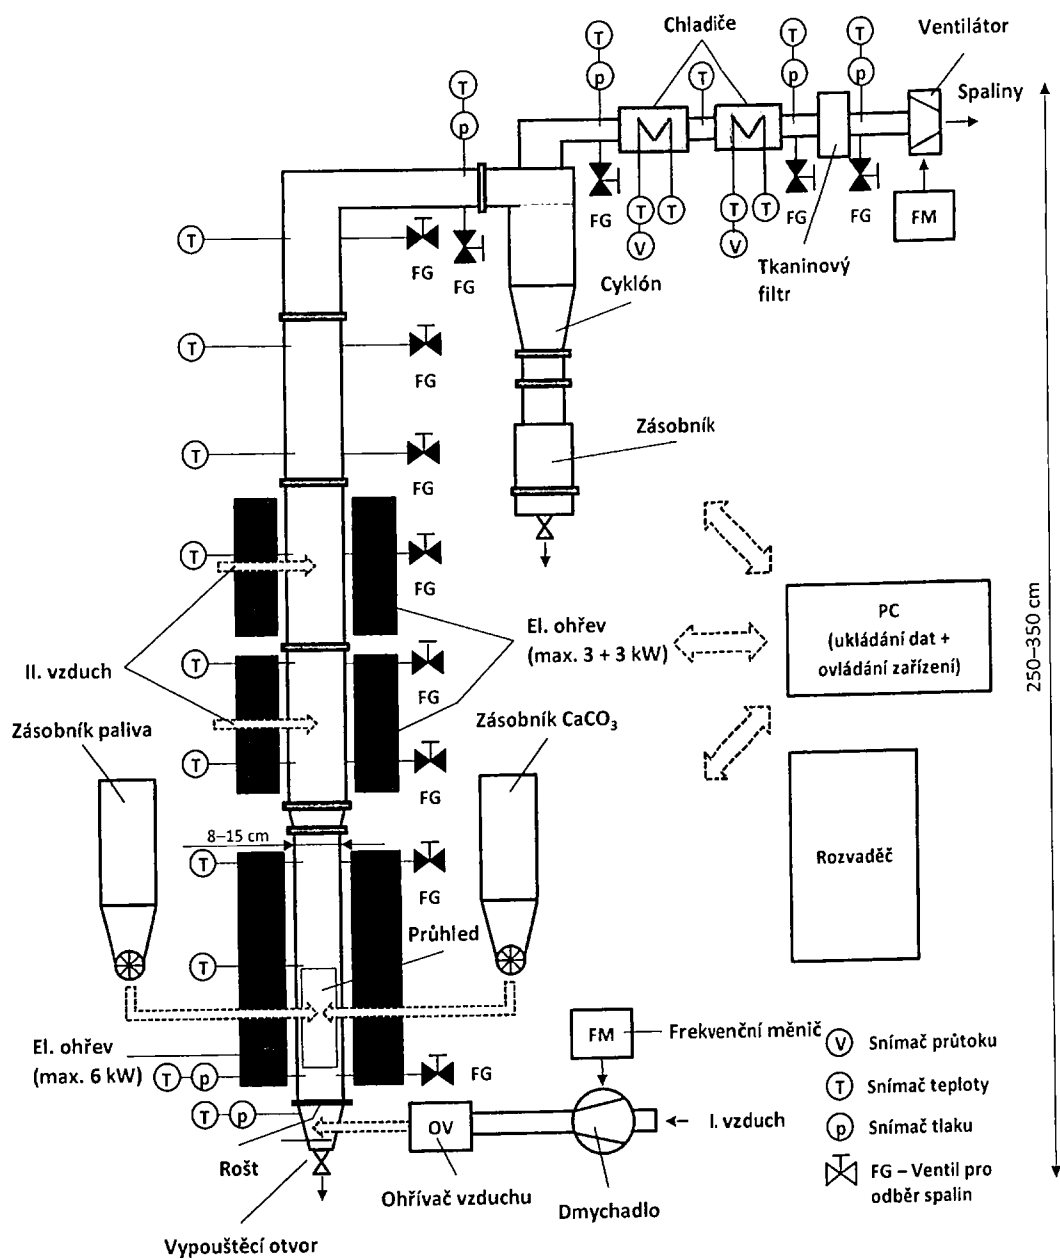 Chladiče
Ventilátor
T
T
T
T
p
p
p
T
p
Spaliny
FG
T
T
T
T
V
V
FG
FG
FM
T
FG
FG
Tkaninový
filtr
Cyklón
T
FG
Zásobník
T
FG
T
FG
El. ohřev
(max. 3 + 3 kW)
PC
(ukládání dat +
ovládání zařízení)
250–350 cm
II. vzduch
T
FG
Zásobník paliva
Zásobník CaCO₃
T
FG
8–15 cm
T
FG
Rozvaděč
Průhled
T
El. ohřev
(max. 6 kW)
T
p
FG
FM
Frekvenční měnič
V
Snímač průtoku
T
Snímač teploty
T
p
OV
I. vzduch
p
Snímač tlaku
Rošt
Ohřívač vzduchu
Dmychadlo
FG – Ventil pro
odběr spalin
Vypouštěcí otvor